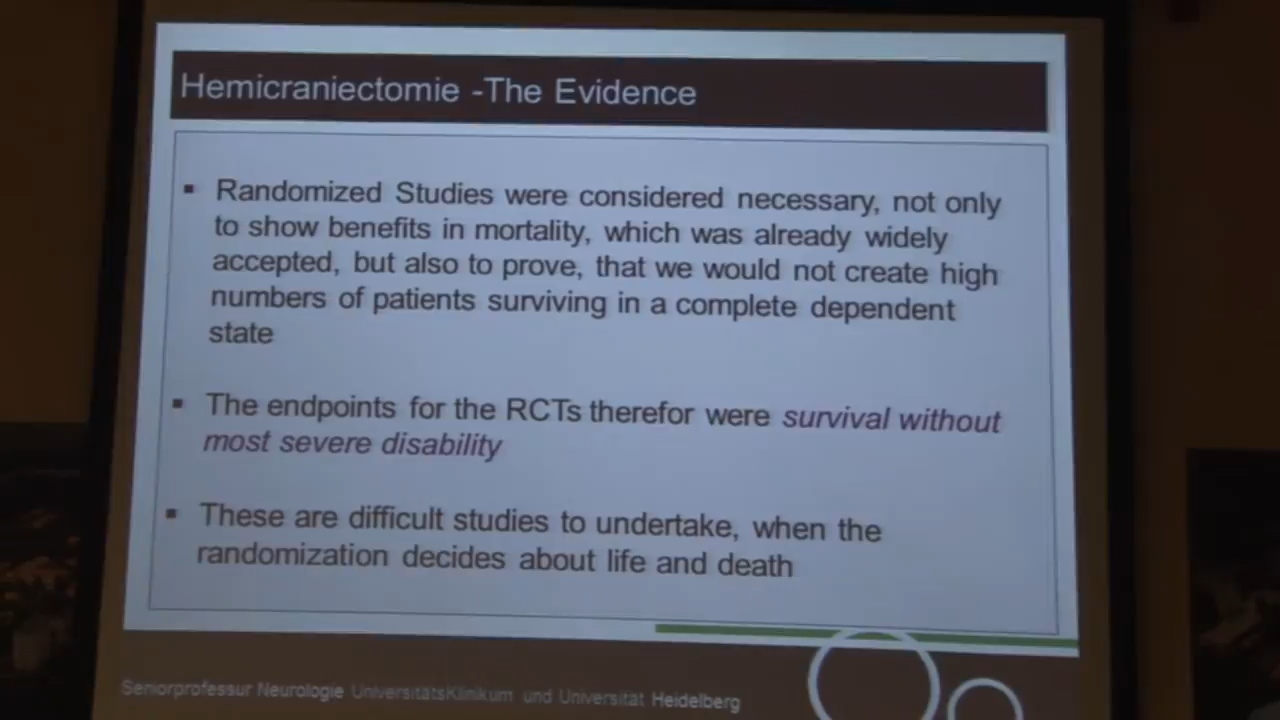 Hemicraniectomie -The Evidence
▪ Randomized Studies were considered necessary, not only
to show benefits in mortality, which was already widely
accepted, but also to prove, that we would not create high
numbers of patients surviving in a complete dependent
state
▪ The endpoints for the RCTs therefor were survival without
most severe disability
▪ These are difficult studies to undertake, when the
randomization decides about life and death
Seniorprofessur Neurologie UniversitätsKlinikum und Universität Heidelberg